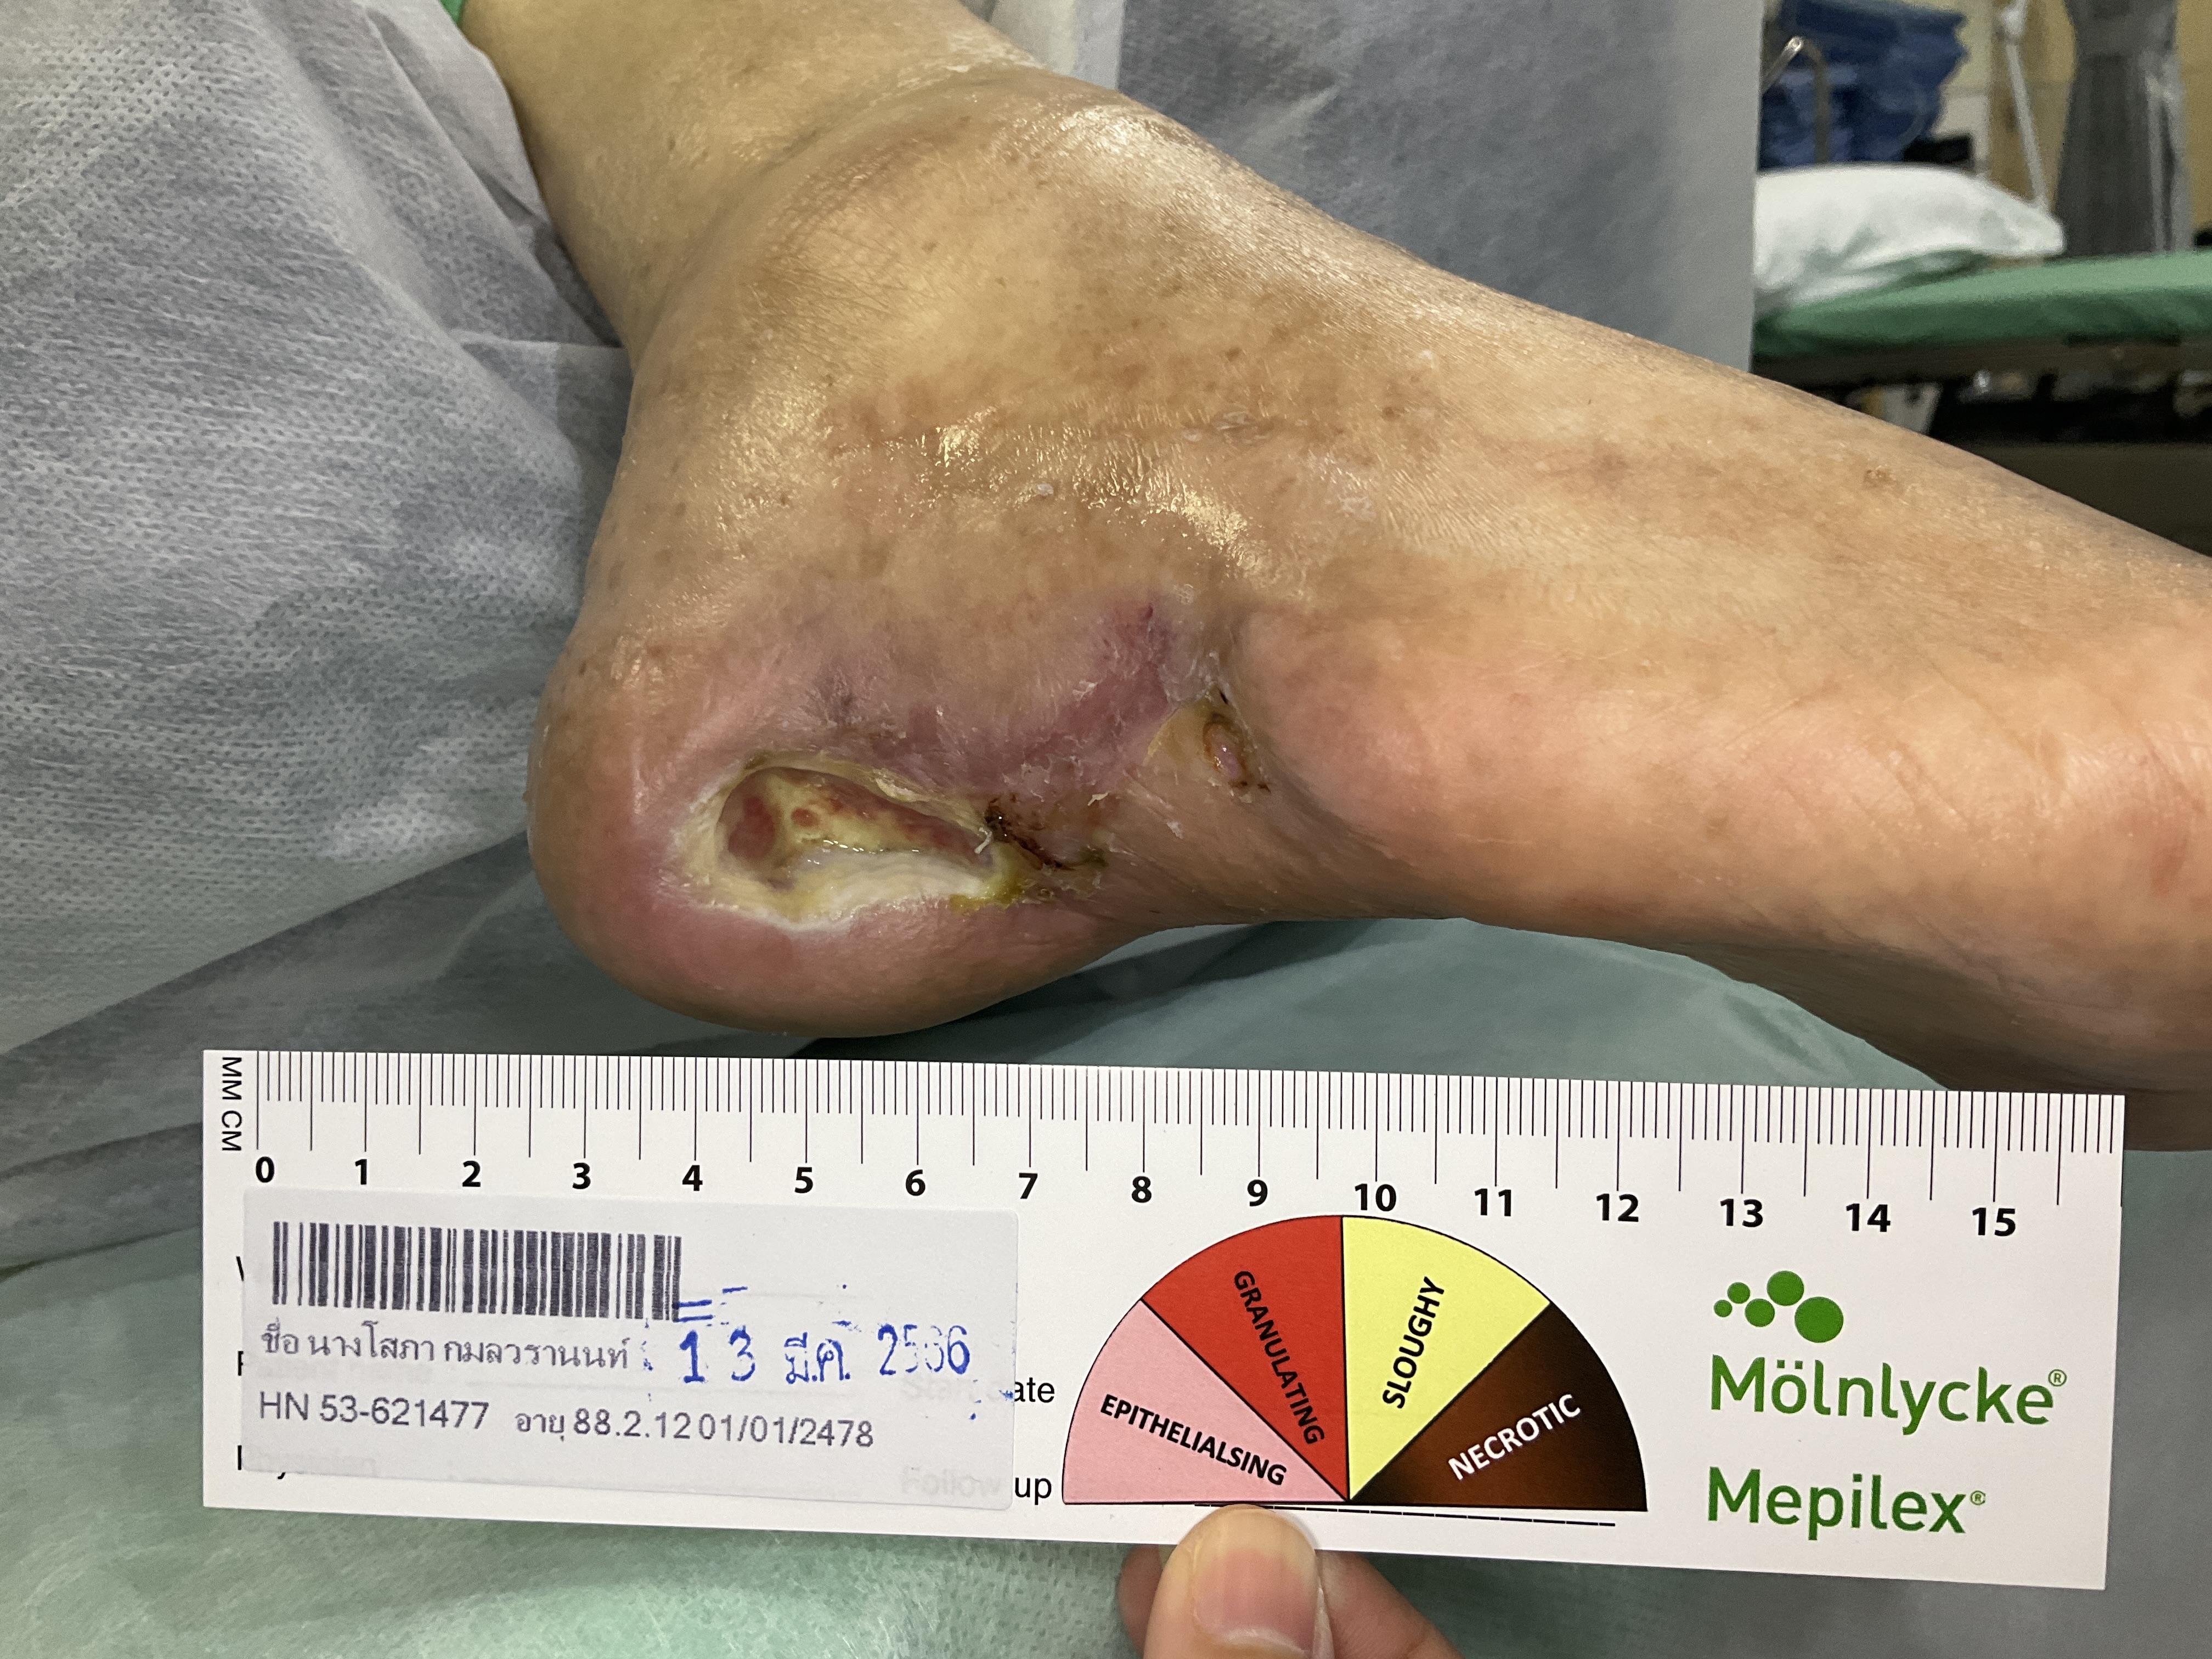 MM CM
0 1 2 3 4 5 6 7 8 9 10 11 12 13 14 15
ชื่อ นางโสภา กมลวรานนท์
13 มี.ค. 2566
HN 53-621477 อายุ 88.2.12 01/01/2478
ate
up
EPITHELIALSING
GRANULATING
SLOUGHY
NECROTIC
Mölnlycke®
Mepilex®